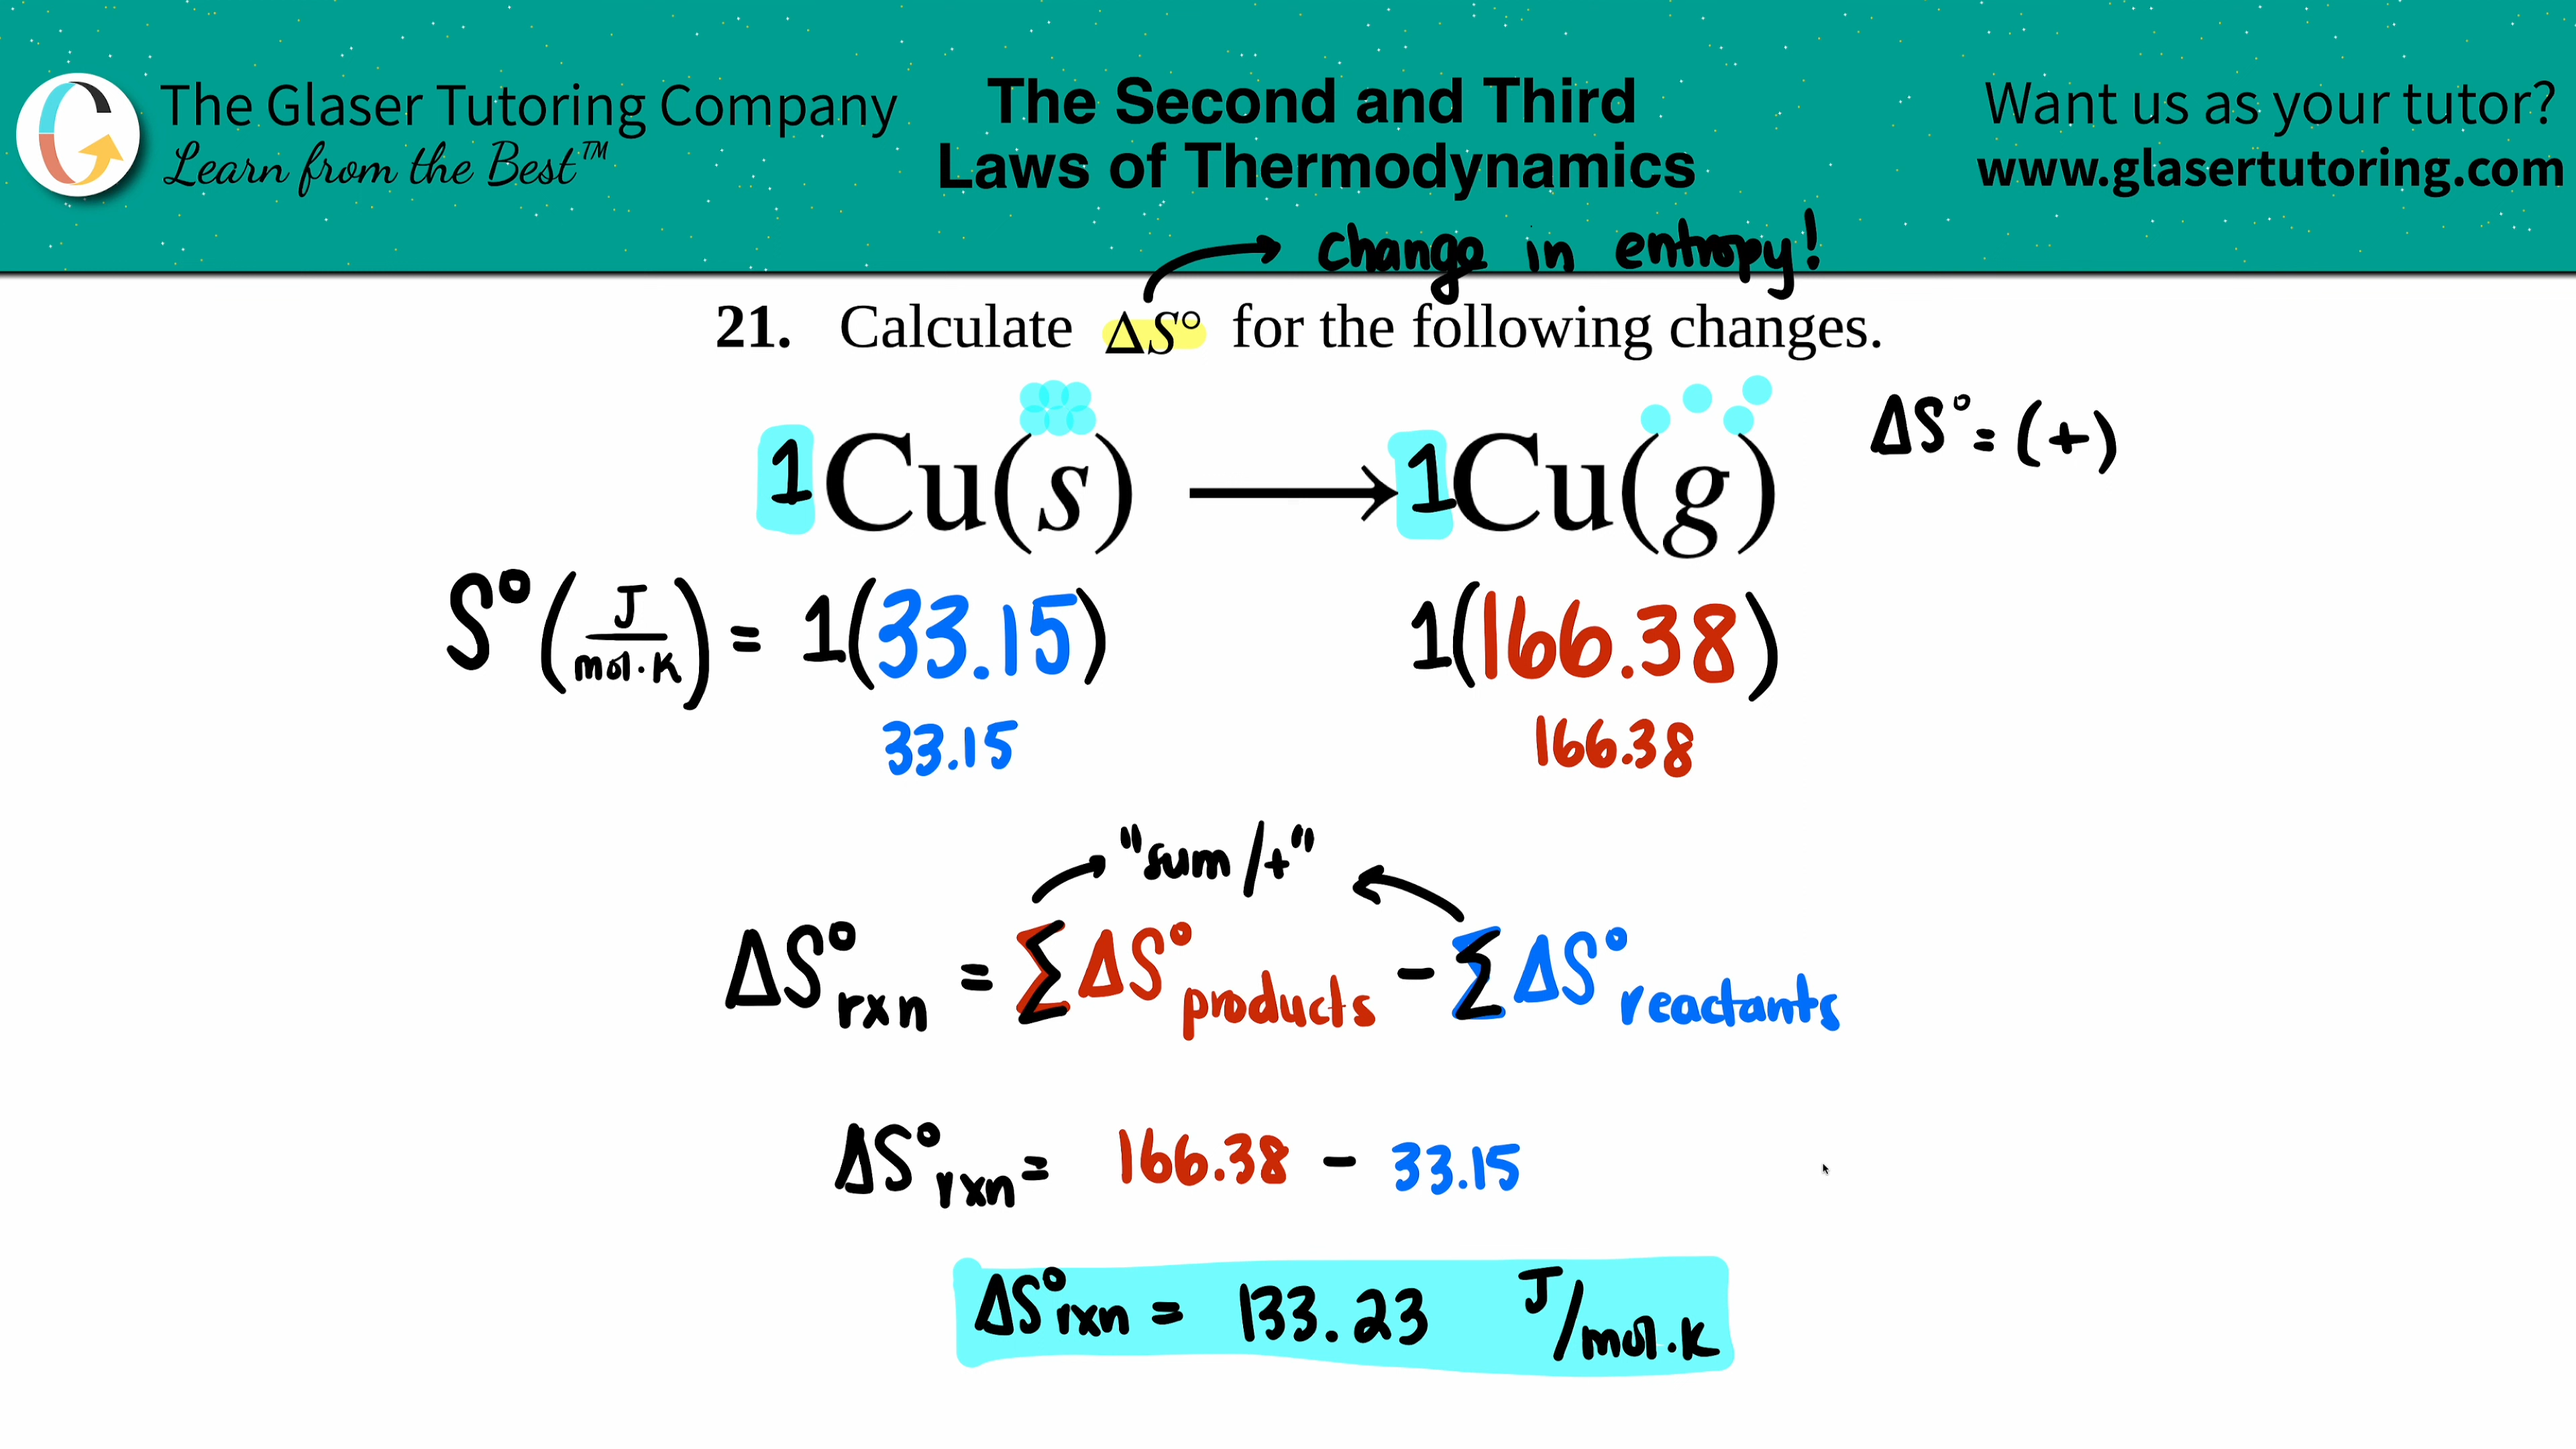 The Glaser Tutoring Company
Learn from the Best™
The Second and Third
Laws of Thermodynamics
Want us as your tutor?
www.glasertutoring.com
change in entropy!
21. Calculate ΔS° for the following changes.
1Cu(s) ⟶ 1Cu(g)
ΔS° = (+)
S° (J/mol·K) = 1(33.15) 1(166.38)
33.15 166.38
"sum/+"
ΔS°rxn = ΣΔS°products - ΣΔS°reactants
ΔS°rxn = 166.38 - 33.15
ΔS°rxn = 133.23 J/mol·K